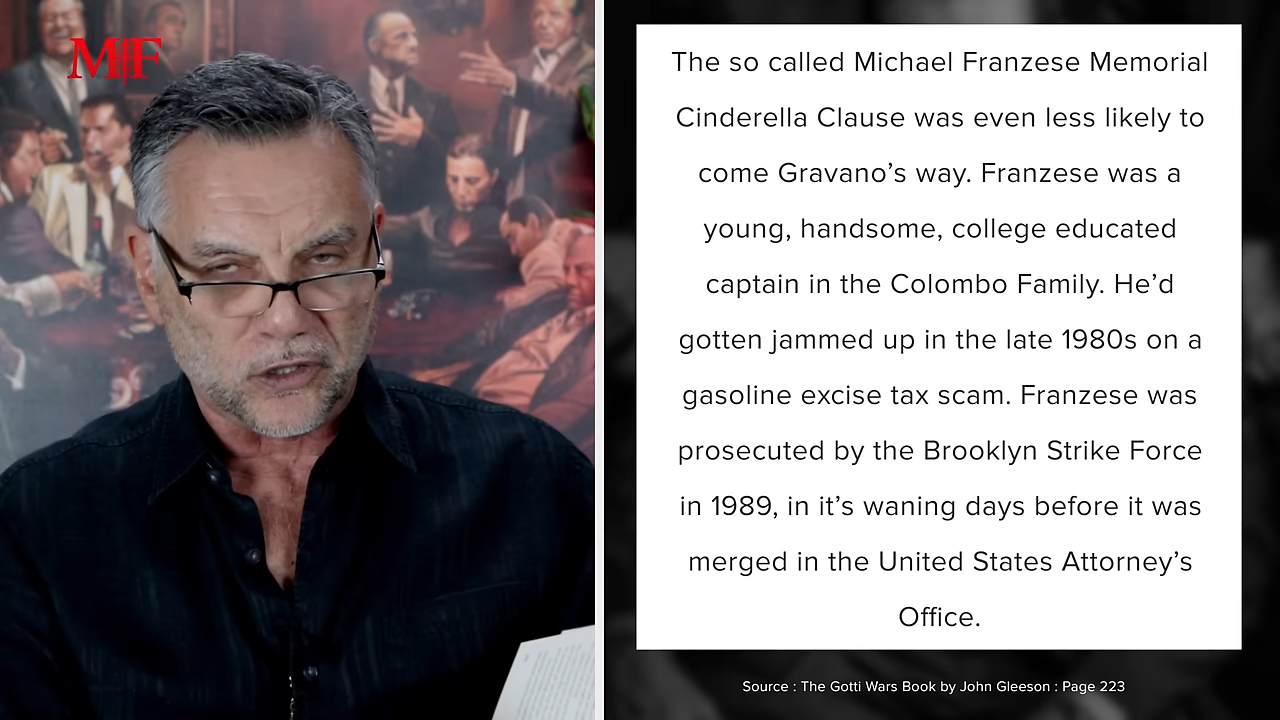 MF
The so called Michael Franzese Memorial
Cinderella Clause was even less likely to
come Gravano’s way. Franzese was a
young, handsome, college educated
captain in the Colombo Family. He’d
gotten jammed up in the late 1980s on a
gasoline excise tax scam. Franzese was
prosecuted by the Brooklyn Strike Force
in 1989, in it’s waning days before it was
merged in the United States Attorney’s
Office.
Source : The Gotti Wars Book by John Gleeson : Page 223